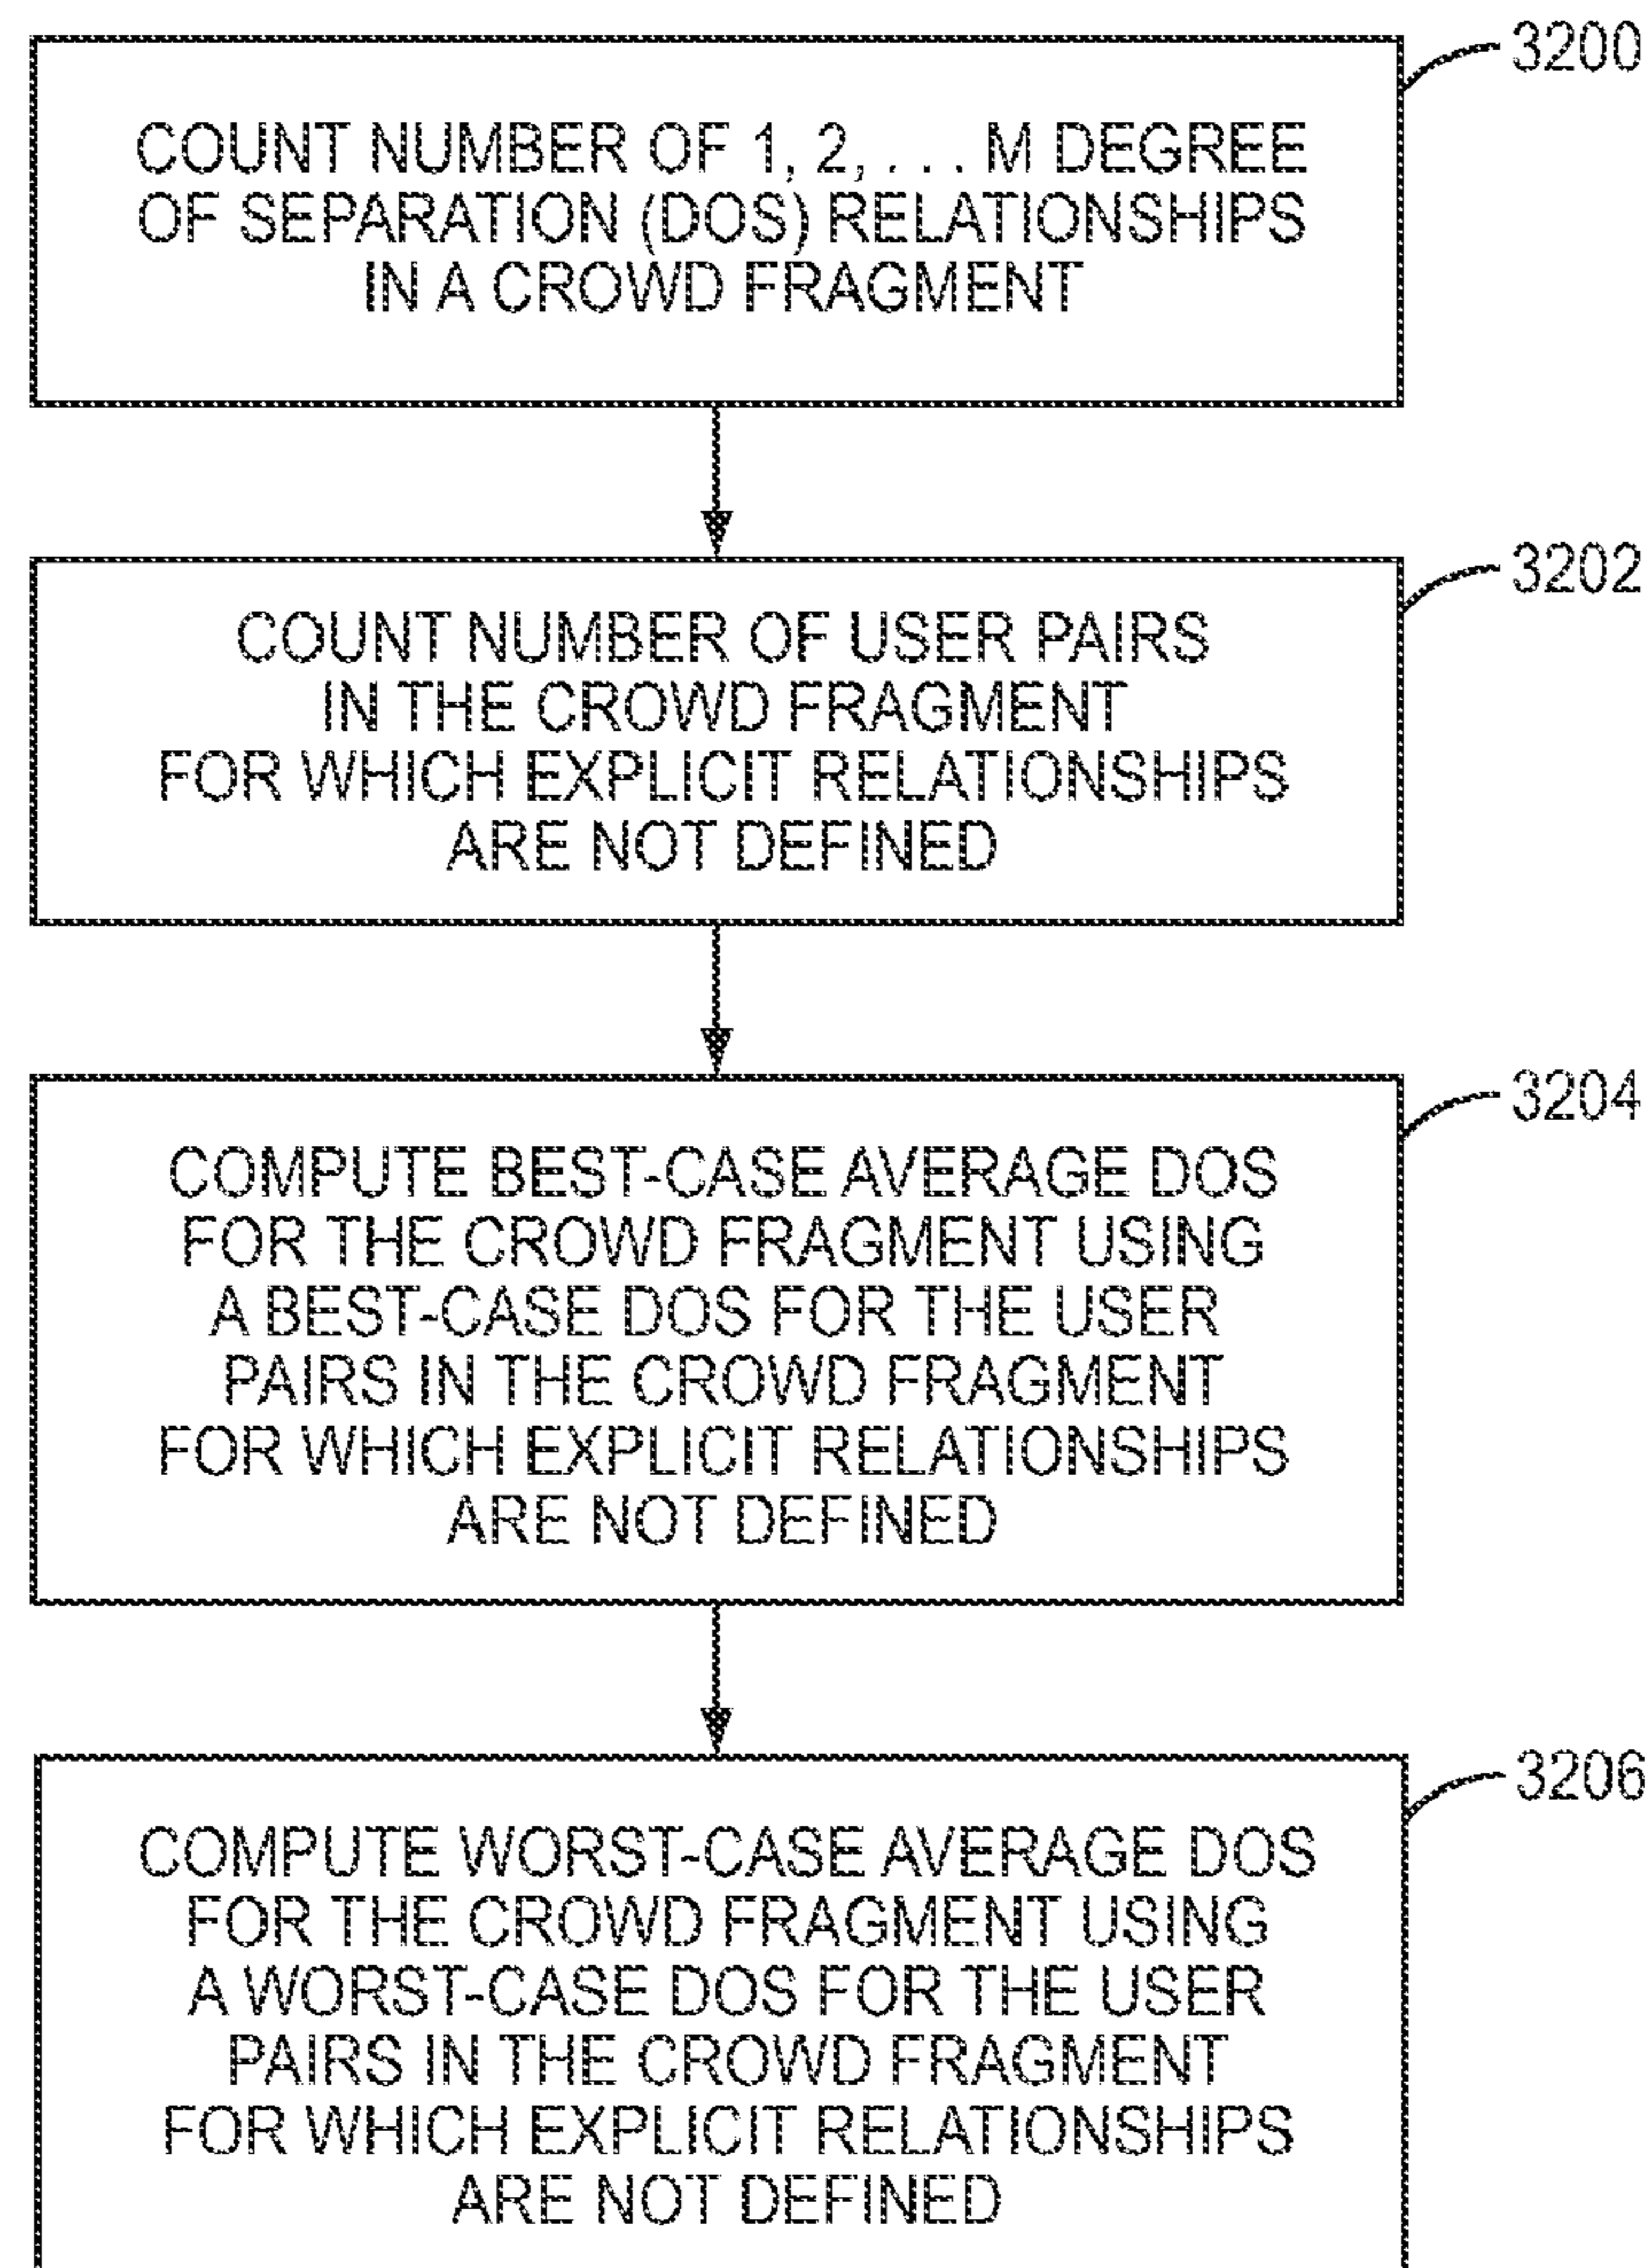 3200
COUNT NUMBER OF 1, 2, . . . M DEGREE
OF SEPARATION (DOS) RELATIONSHIPS
IN A CROWD FRAGMENT
3202
COUNT NUMBER OF USER PAIRS
IN THE CROWD FRAGMENT
FOR WHICH EXPLICIT RELATIONSHIPS
ARE NOT DEFINED
3204
COMPUTE BEST-CASE AVERAGE DOS
FOR THE CROWD FRAGMENT USING
A BEST-CASE DOS FOR THE USER
PAIRS IN THE CROWD FRAGMENT
FOR WHICH EXPLICIT RELATIONSHIPS
ARE NOT DEFINED
3206
COMPUTE WORST-CASE AVERAGE DOS
FOR THE CROWD FRAGMENT USING
A WORST-CASE DOS FOR THE USER
PAIRS IN THE CROWD FRAGMENT
FOR WHICH EXPLICIT RELATIONSHIPS
ARE NOT DEFINED